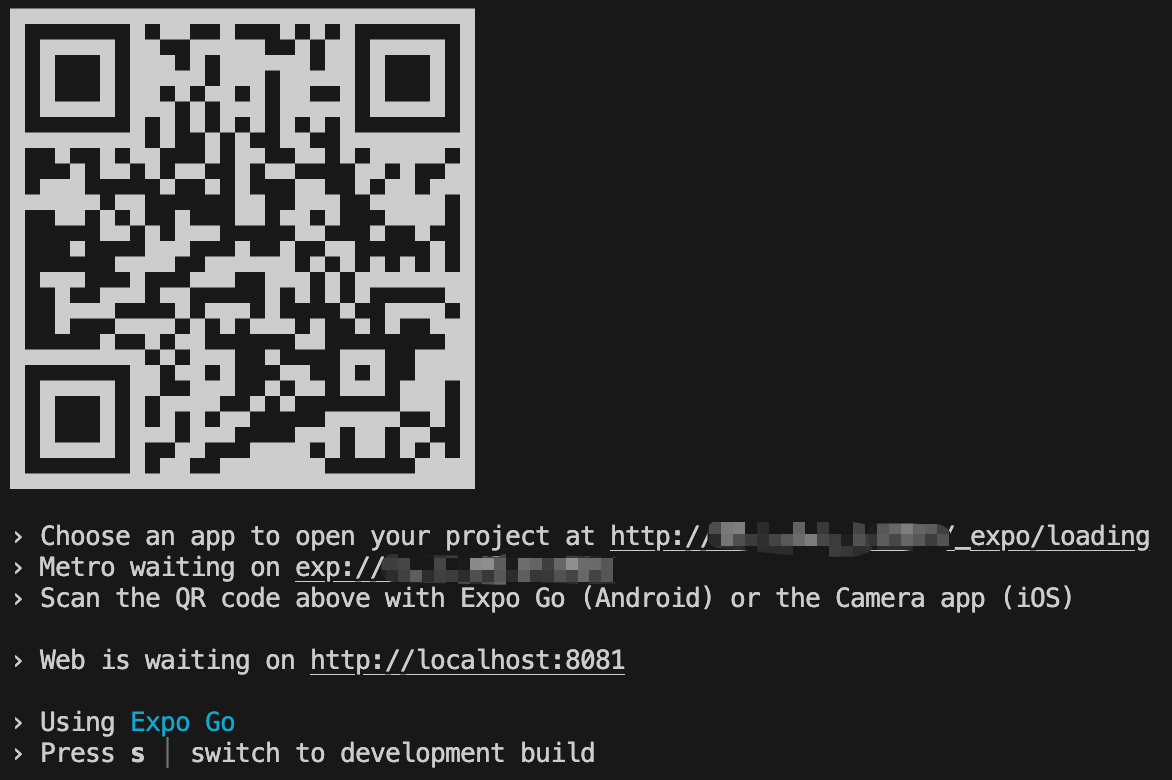 › Choose an app to open your project at http:///_expo/loading
› Metro waiting on exp://
› Scan the QR code above with Expo Go (Android) or the Camera app (iOS)
› Web is waiting on http://localhost:8081
› Using Expo Go
› Press s │ switch to development build